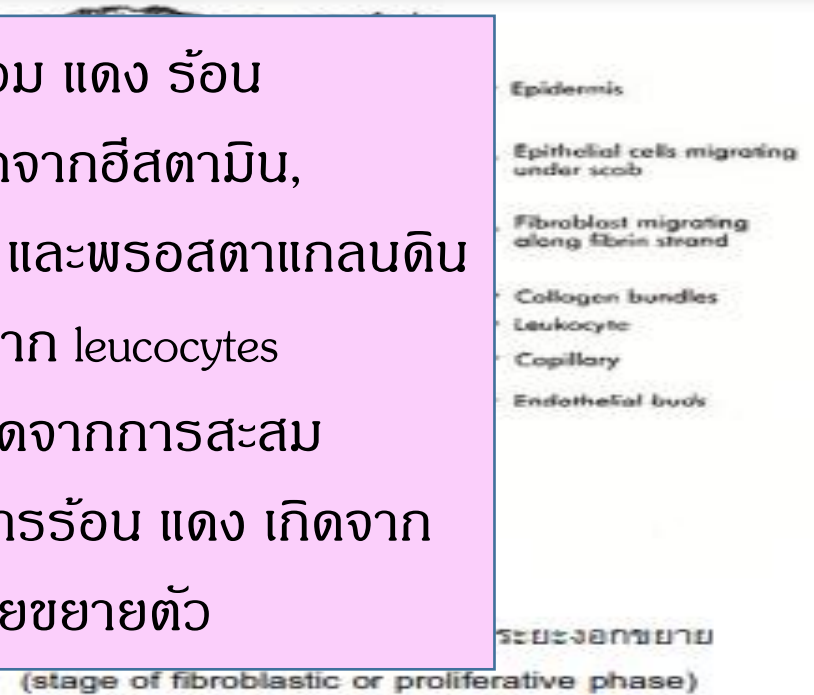 อม แดง ร้อน
จากฮีสตามิน,
และพรอสตาแกลนดิน
าก leucocytes
ดจากการสะสม
ารร้อน แดง เกิดจาก
ยขยายตัว
Epidermis
Epithelial cells migrating
under scab
Fibroblast migrating
along fibrin strand
Collagen bundles
Leukocyte
Capillary
Endothelial buds
ระยะงอกขยาย
(stage of fibroblastic or proliferative phase)